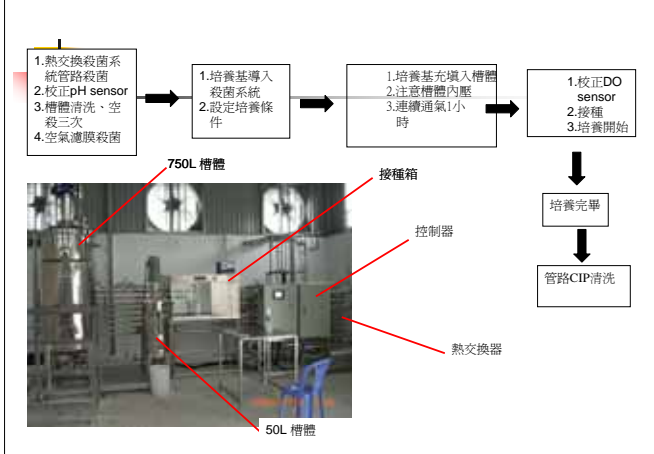 1.熱交換殺菌系
統管路殺菌
2.校正pH sensor
3.槽體清洗、空
殺三次
4.空氣濾膜殺菌
1.培養基導入
殺菌系統
2.設定培養條
件
1.培養基充填入槽體
2.注意槽體內壓
3.連續通氣1小
時
1.校正DO
sensor
2.接種
3.培養開始
培養完畢
管路CIP清洗
750L 槽體
接種箱
控制器
熱交換器
50L 槽體